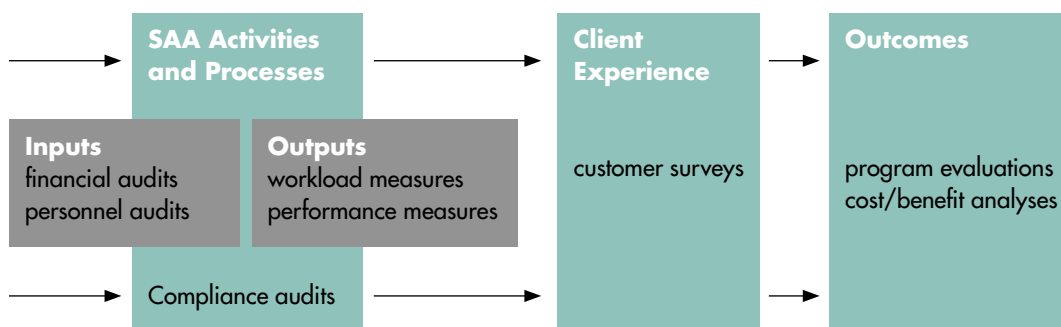 SAA Activities
and Processes
Inputs
financial audits
personnel audits
Outputs
workload measures
performance measures
Compliance audits
Client
Experience
customer surveys
Outcomes
program evaluations
cost/benefit analyses